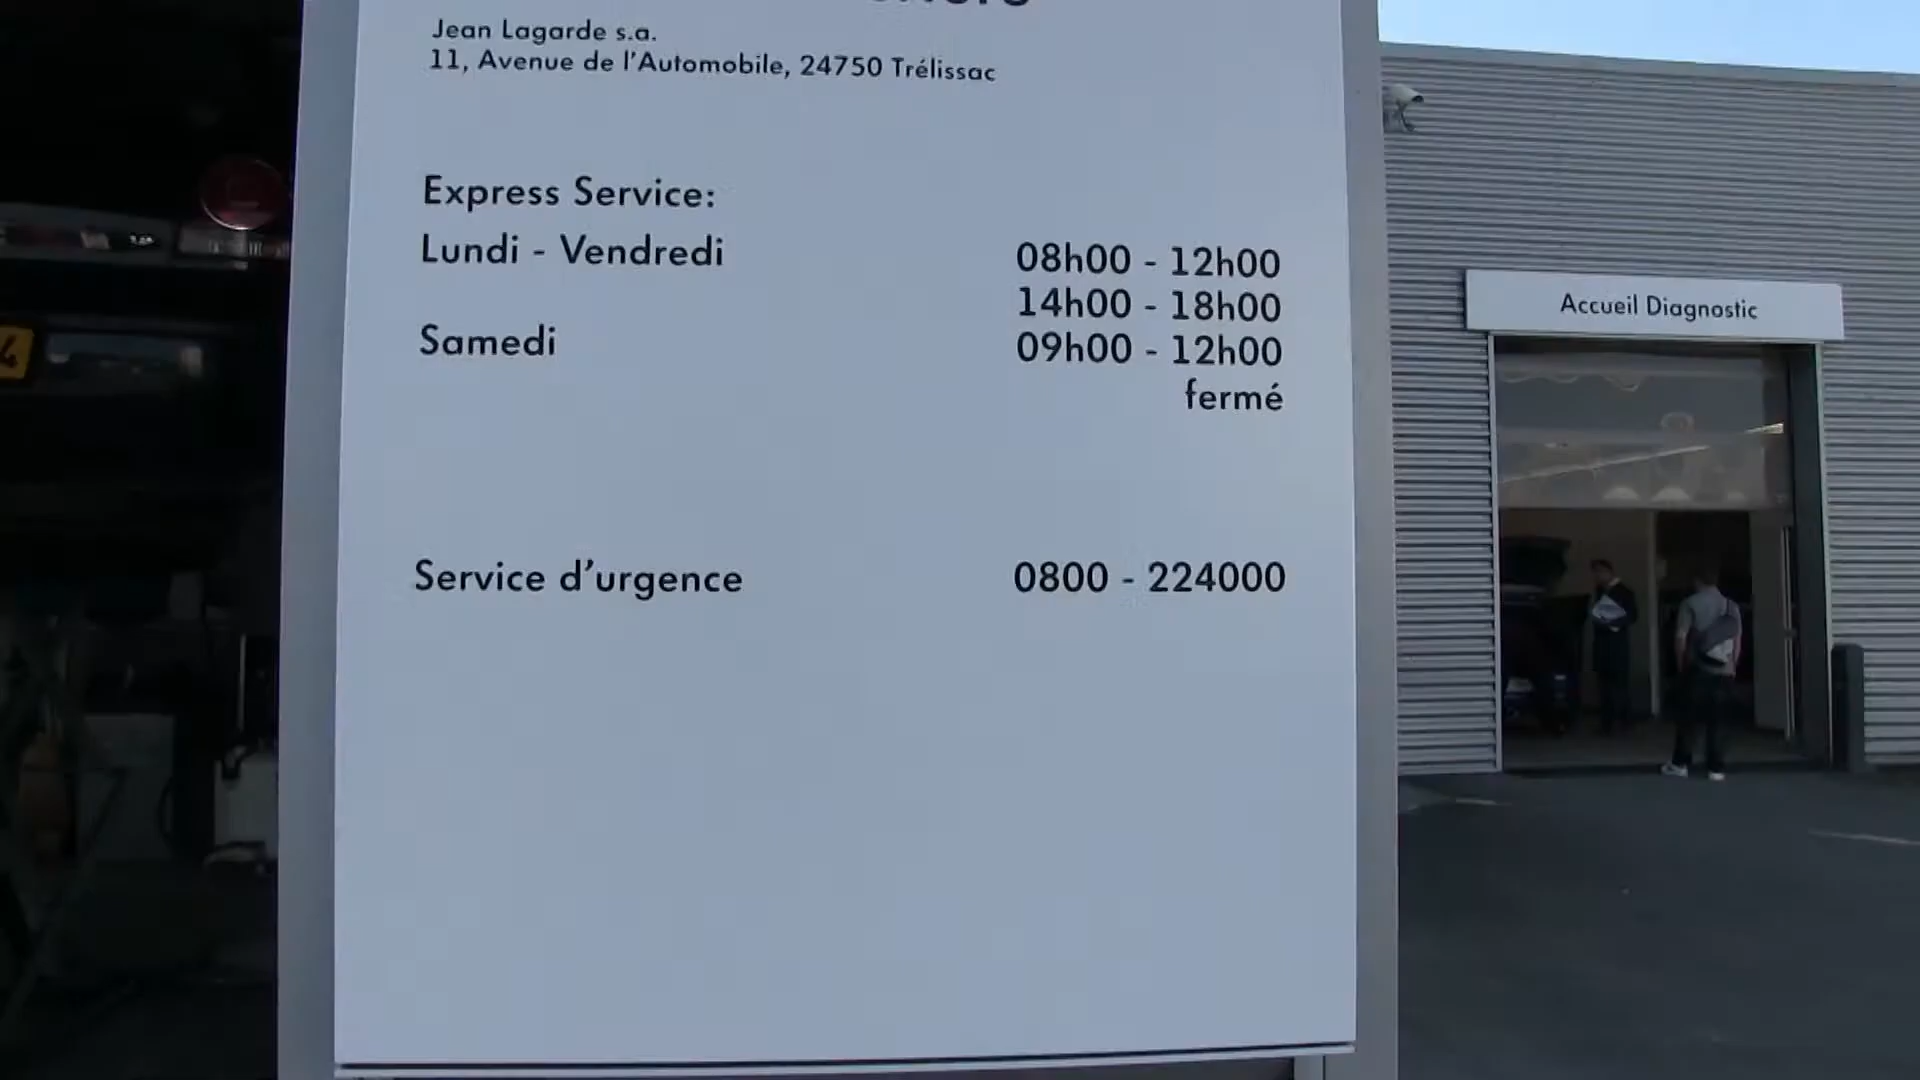 Jean Lagarde s.a.
11, Avenue de l'Automobile, 24750 Trélissac
Express Service:
Lundi - Vendredi 08h00 - 12h00
14h00 - 18h00
Samedi 09h00 - 12h00
fermé
Service d'urgence 0800 - 224000
Accueil Diagnostic
4